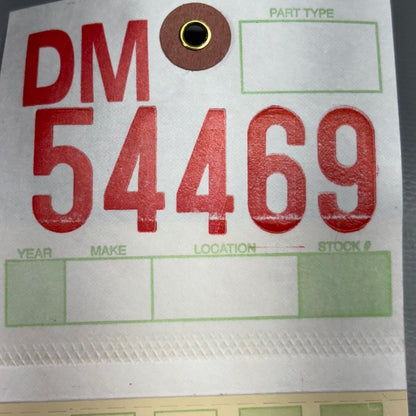 PART TYPE
DM
54469
YEAR MAKE LOCATION STOCK #